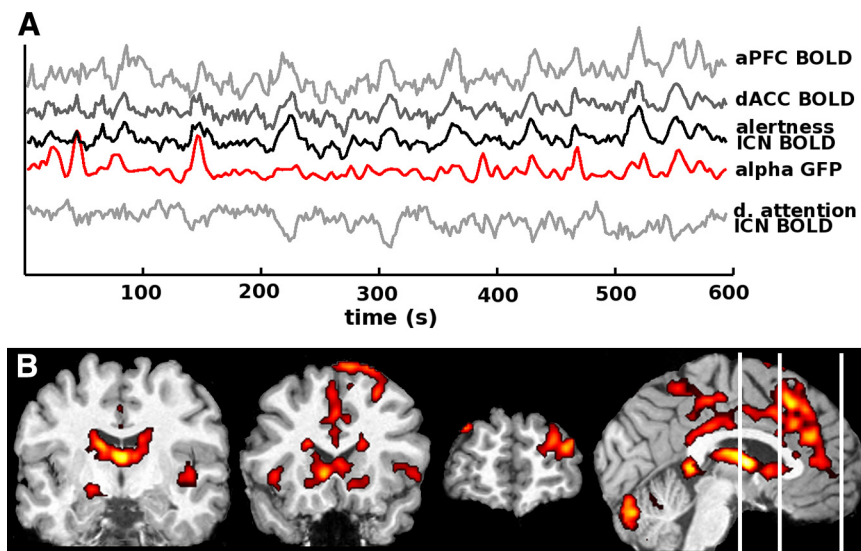 A
aPFC BOLD
dACC BOLD
alertness
ICN BOLD
alpha GFP
d. attention
ICN BOLD
100 200 300 400 500 600
time (s)
B